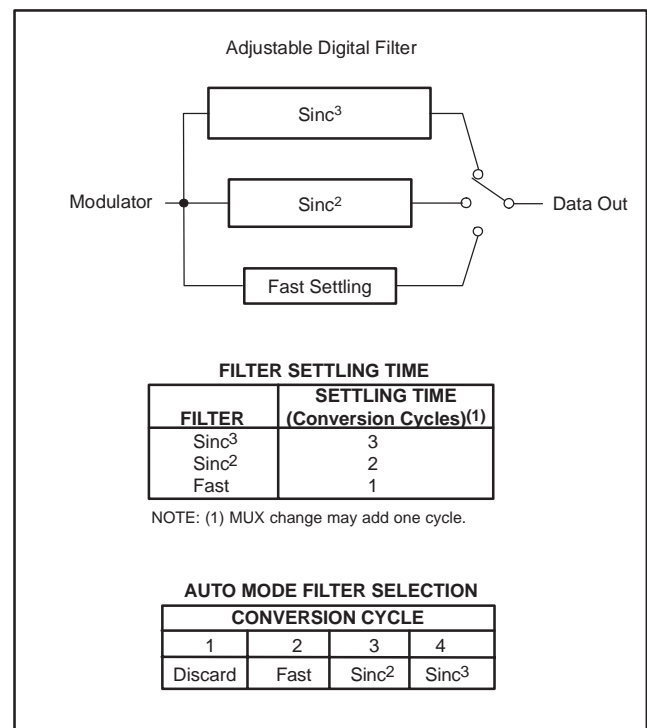 Adjustable Digital Filter
Sinc³
Modulator
Sinc²
Data Out
Fast Settling
FILTER SETTLING TIME
FILTER SETTLING TIME (Conversion Cycles)(1)
Sinc³ 3
Sinc² 2
Fast 1
NOTE: (1) MUX change may add one cycle.
AUTO MODE FILTER SELECTION
CONVERSION CYCLE
1 2 3 4
Discard Fast Sinc² Sinc³